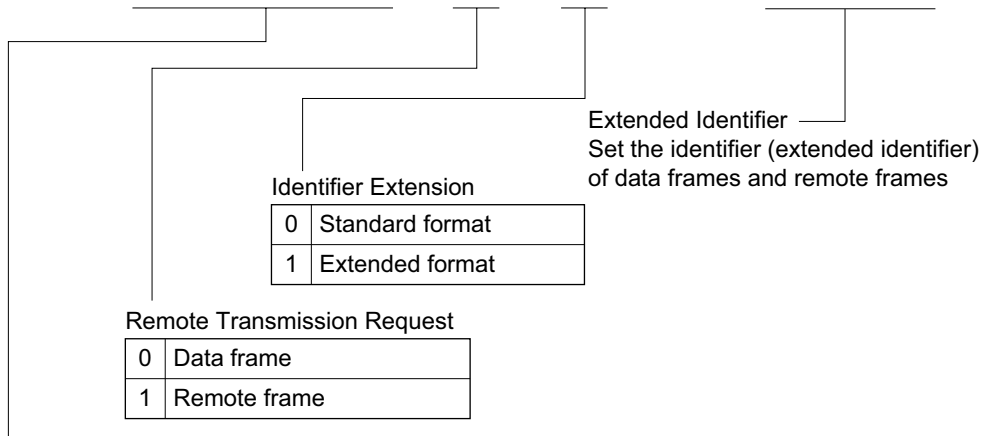 Extended Identifier
Set the identifier (extended identifier)
of data frames and remote frames
Identifier Extension
0 Standard format
1 Extended format
Remote Transmission Request
0 Data frame
1 Remote frame